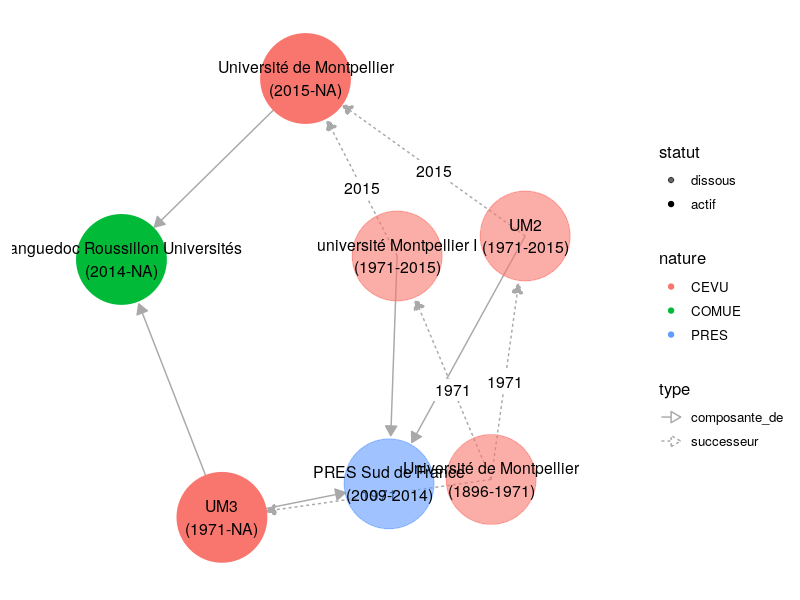 Université de Montpellier
(2015-NA)
2015
2015
UM2
(1971-2015)
université Montpellier I
(1971-2015)
anguedoc Roussillon Universités
(2014-NA)
1971
1971
PRES Sud de France
(2009-2014)
Université de Montpellier
(1896-1971)
1971
UM3
(1971-NA)
statut
dissous
actif
nature
CEVU
COMUE
PRES
type
composante_de
successeur